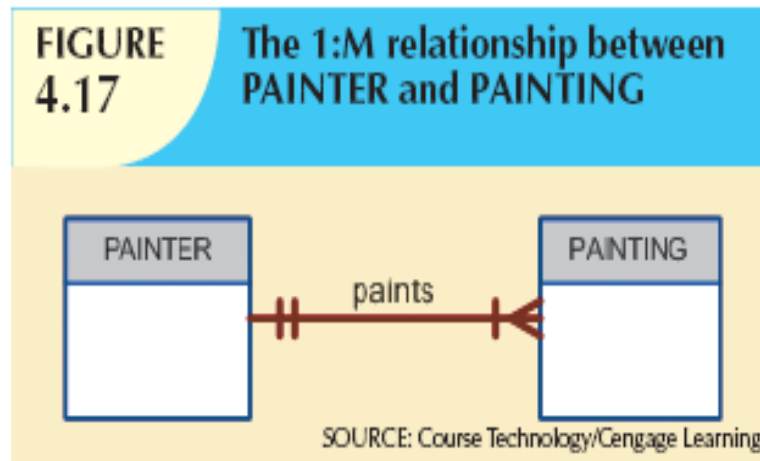 FIGURE
4.17
The 1:M relationship between
PAINTER and PAINTING
PAINTER
paints
PAINTING
SOURCE: Course Technology/Cengage Learning